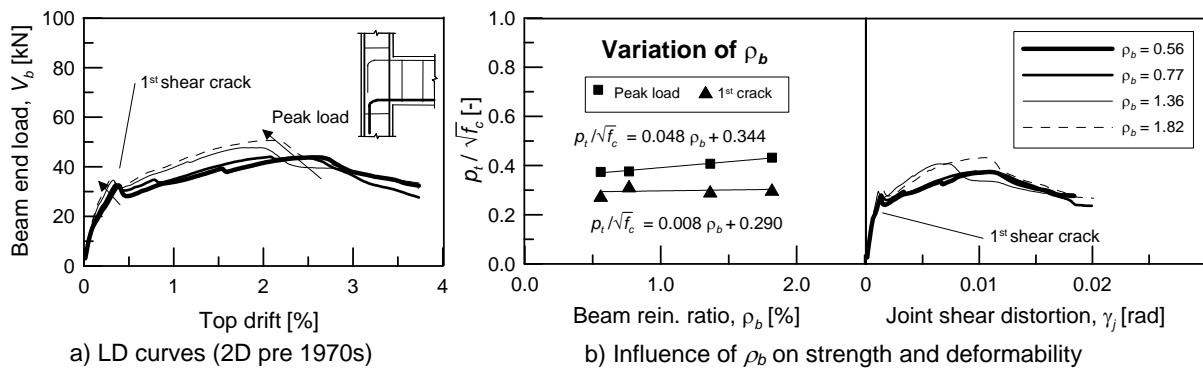 100
80
60
40
20
0
Beam end load, V_b [kN]
1st shear crack
Peak load
0 1 2 3 4
Top drift [%]
a) LD curves (2D pre 1970s)
1.0
0.8
0.6
0.4
0.2
0.0
p_t / √f_c [-]
Variation of ρ_b
Peak load 1st crack
p_t /√f_c = 0.048 ρ_b + 0.344
p_t /√f_c = 0.008 ρ_b + 0.290
0.0 0.5 1.0 1.5 2.0
Beam rein. ratio, ρ_b [%]
ρ_b = 0.56
ρ_b = 0.77
ρ_b = 1.36
ρ_b = 1.82
1st shear crack
0 0.01 0.02
Joint shear distortion, γ_j [rad]
b) Influence of ρ_b on strength and deformability